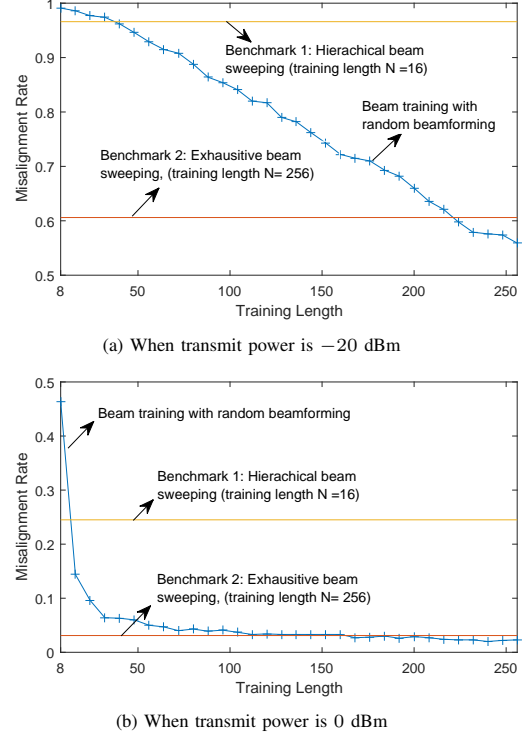 1
0.9
0.8
0.7
0.6
0.5
Misalignment Rate
Benchmark 1: Hierachical beam
sweeping (training length N =16)
Beam training with
random beamforming
Benchmark 2: Exhausitive beam
sweeping, (training length N= 256)
8 50 100 150 200 250
Training Length
(a) When transmit power is −20 dBm
0.5
0.4
0.3
0.2
0.1
0
Misalignment Rate
Beam training with random beamforming
Benchmark 1: Hierachical beam
sweeping (training length N =16)
Benchmark 2: Exhausitive beam
sweeping, (training length N= 256)
8 50 100 150 200 250
Training Length
(b) When transmit power is 0 dBm